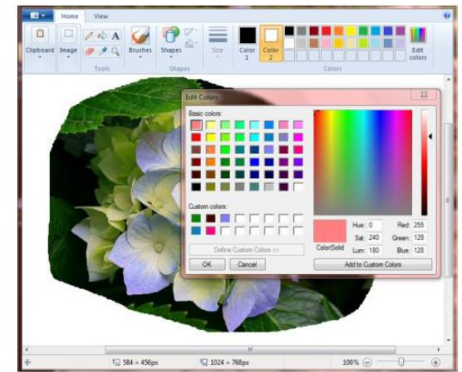 Home View
Clipboard Image Brushes Shapes Size Color 1 Color 2 Edit colors
Tools Shapes Colors
Edit Colors
Basic colors:
Custom colors:
Define Custom Colors >>
OK Cancel
Color|Solid
Hue: 0 Red: 255
Sat: 240 Green: 128
Lum: 180 Blue: 128
Add to Custom Colors
584 × 456px 1024 × 768px 100%